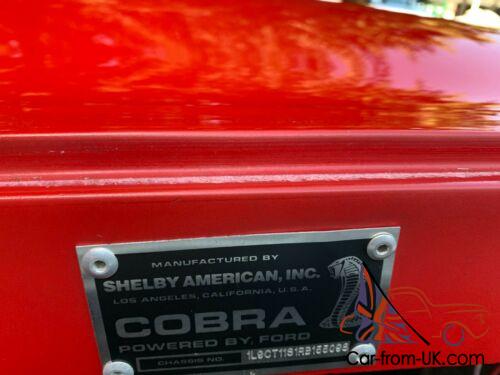 MANUFACTURED BY
SHELBY AMERICAN, INC.
LOS ANGELES, CALIFORNIA, U.S.A.
COBRA
POWERED BY, FORD
CHASSIS NO.
Car-from-UK.com